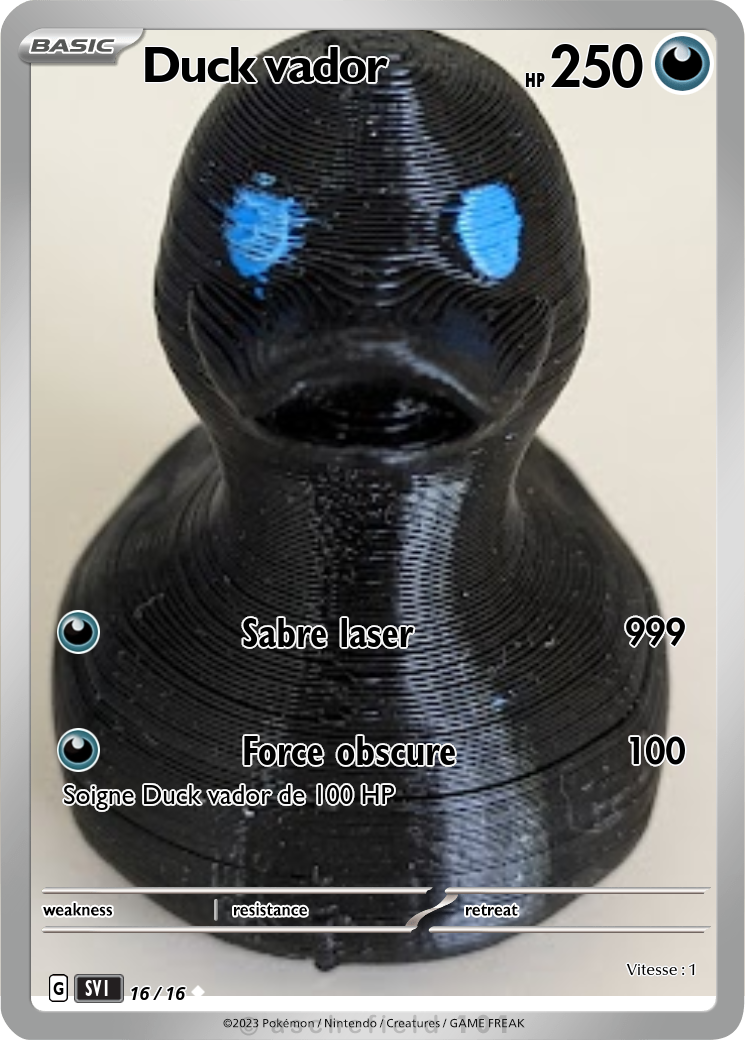 BASIC
Duck vador HP 250
Sabre laser 999
Force obscure 100
Soigne Duck vador de 100 HP
weakness resistance retreat
Vitesse : 1
G SVI 16 / 16
©2023 Pokémon / Nintendo / Creatures / GAME FREAK